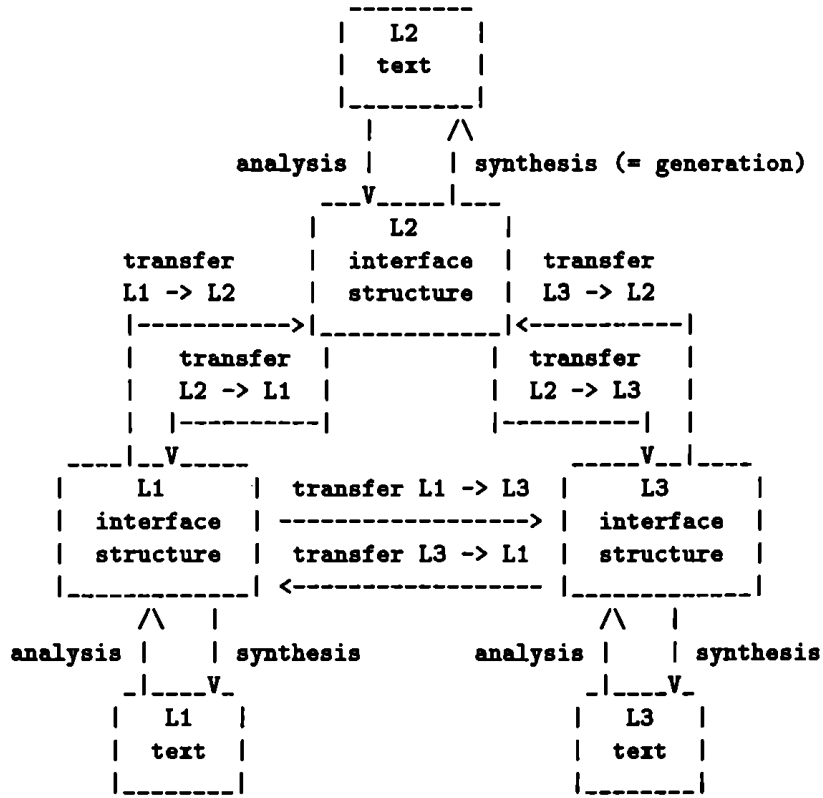 L2
text
analysis synthesis (= generation)
L2
transfer interface transfer
L1 -> L2 structure L3 -> L2
transfer transfer
L2 -> L1 L2 -> L3
L1 transfer L1 -> L3 L3
interface interface
structure transfer L3 -> L1 structure
analysis synthesis analysis synthesis
L1 L3
text text